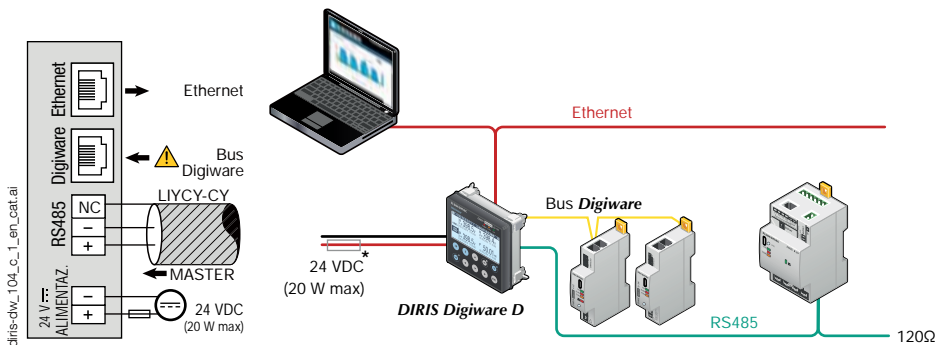 diris-dw_104_c_1_en_cat.ai
Ethernet
Ethernet
Digiware
Bus
Digiware
RS485
NC
–
+
LIYCY-CY
MASTER
24 V
ALIMENTAZ.
–
+
24 VDC
(20 W max)
Ethernet
Bus Digiware
*
24 VDC
(20 W max)
DIRIS Digiware D
RS485
120Ω